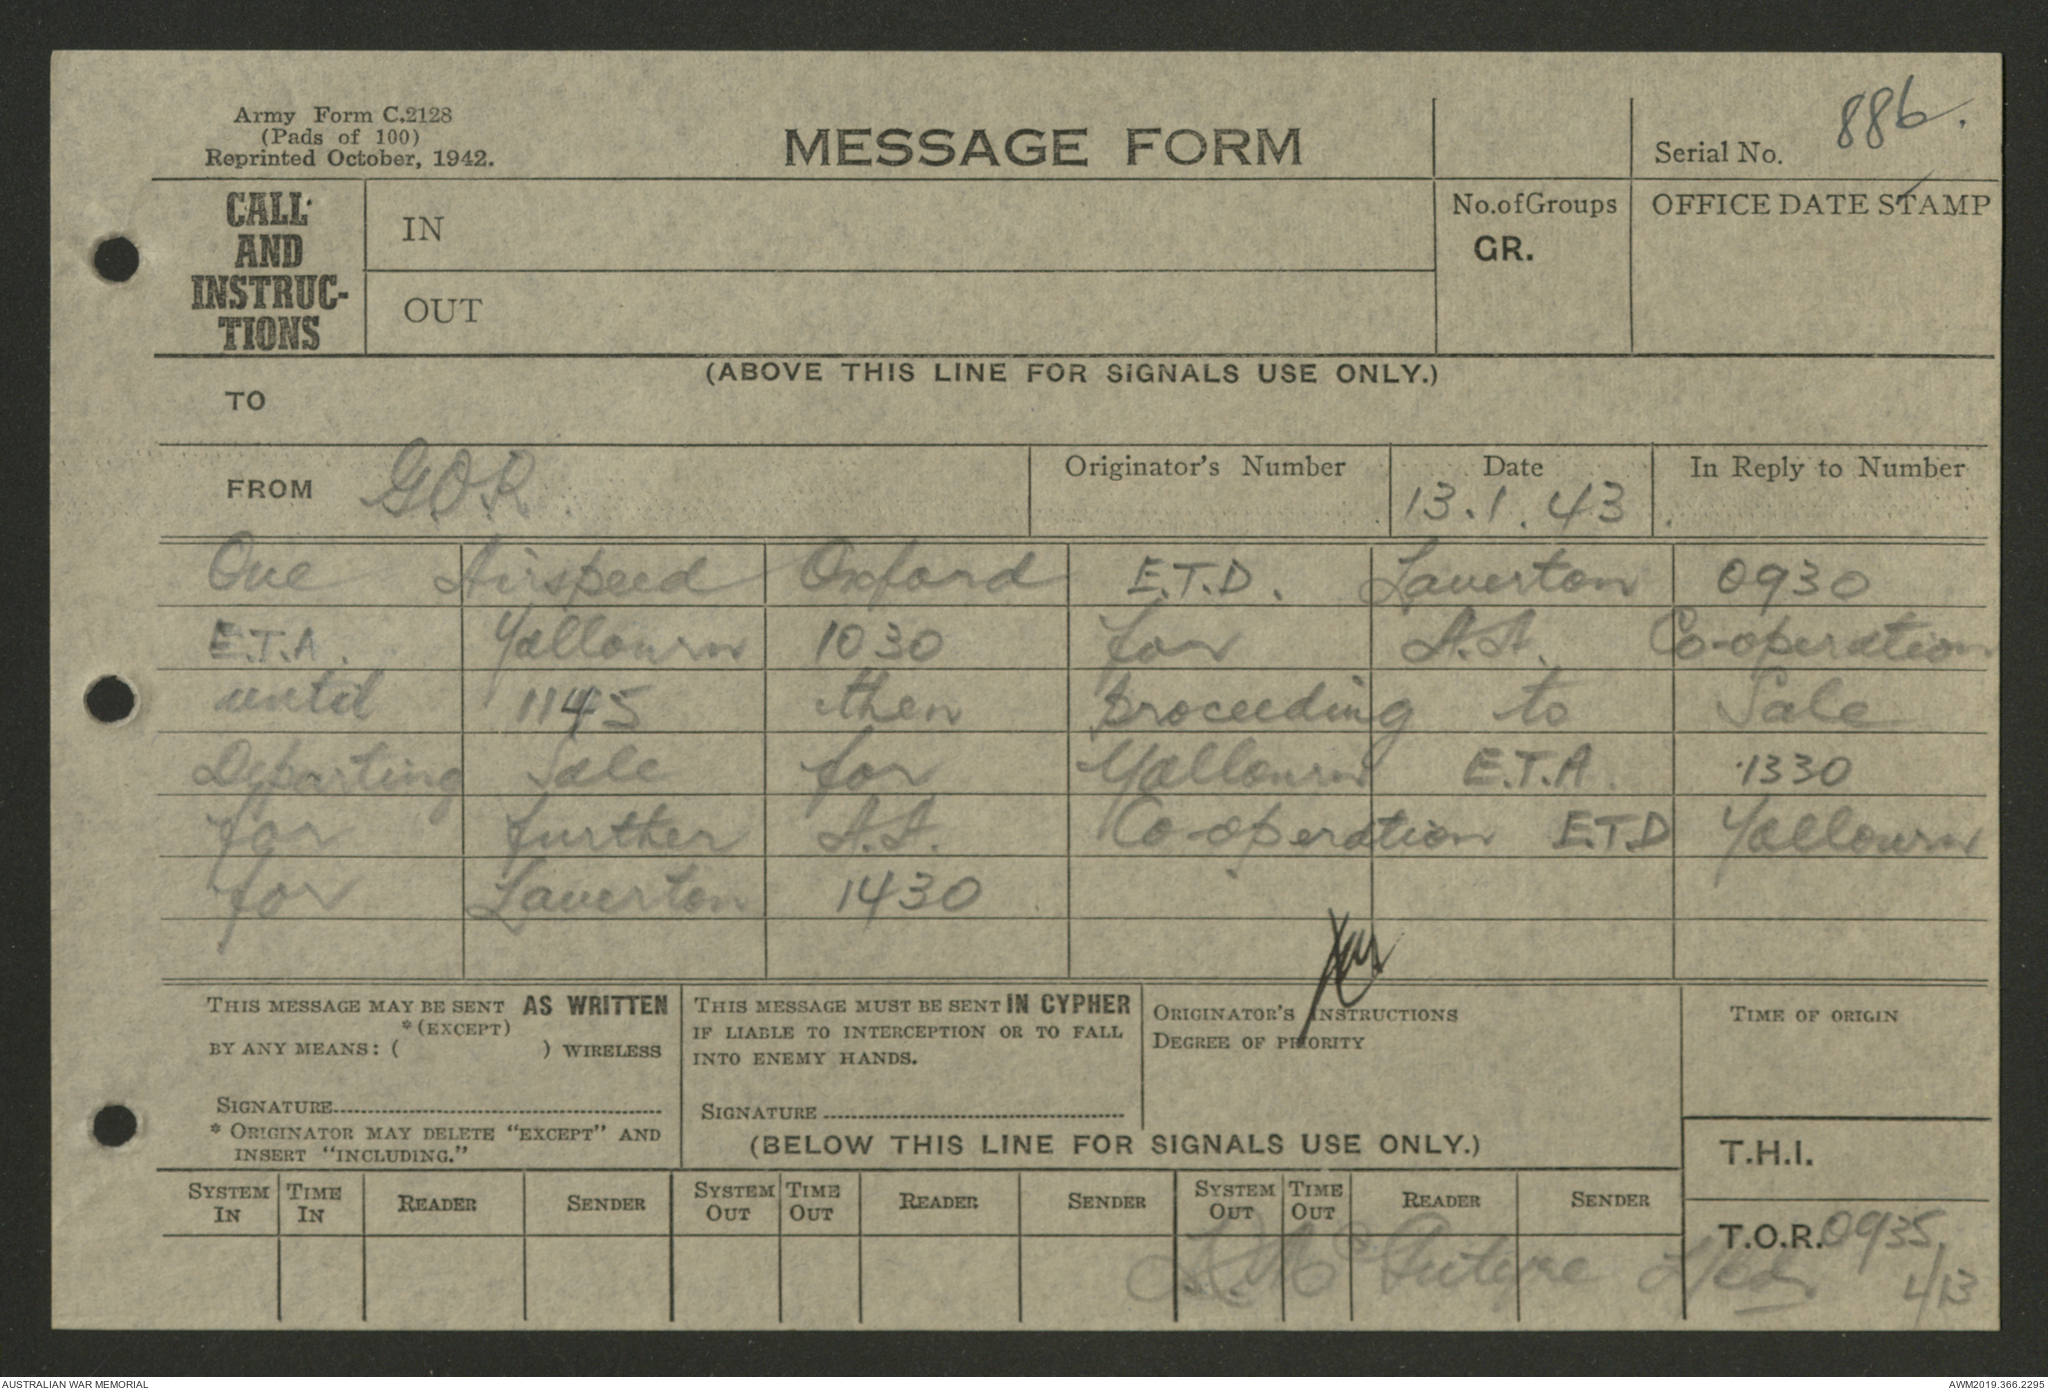 Army Form C.2128
(Pads of 100)
Reprinted October, 1942.
MESSAGE FORM
Serial No. 886.
CALL
AND
INSTRUC-
TIONS
IN
OUT
No.ofGroups
GR.
OFFICE DATE STAMP
(ABOVE THIS LINE FOR SIGNALS USE ONLY.)
TO
FROM G.O.R.
Originator's Number
Date
13.1.43
In Reply to Number
One Airspeed Oxford E.T.D. Laverton 0930
E.T.A. Yallourn 1030 for A.A. Co-operation
until 1145 then proceeding to Sale
Departing Sale for Yallourn E.T.A. 1330
for further A.A. Co-operation E.T.D Yallourn
for Laverton 1430
THIS MESSAGE MAY BE SENT AS WRITTEN
*(EXCEPT)
BY ANY MEANS: ( ) WIRELESS
SIGNATURE
* ORIGINATOR MAY DELETE "EXCEPT" AND
INSERT "INCLUDING."
THIS MESSAGE MUST BE SENT IN CYPHER
IF LIABLE TO INTERCEPTION OR TO FALL
INTO ENEMY HANDS.
SIGNATURE
ORIGINATOR'S INSTRUCTIONS
DEGREE OF PRIORITY
TIME OF ORIGIN
(BELOW THIS LINE FOR SIGNALS USE ONLY.)
T.H.I.
SYSTEM IN TIME IN READER SENDER SYSTEM OUT TIME OUT READER SENDER SYSTEM OUT TIME OUT READER SENDER
T.O.R. 0935
AUSTRALIAN WAR MEMORIAL
AWM2019.366.2295